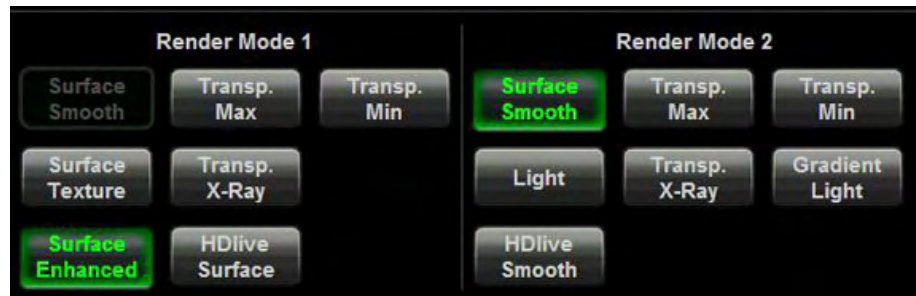 Render Mode 1
Surface Smooth
Transp. Max
Transp. Min
Surface Texture
Transp. X-Ray
Surface Enhanced
HDlive Surface
Render Mode 2
Surface Smooth
Transp. Max
Transp. Min
Light
Transp. X-Ray
Gradient Light
HDlive Smooth